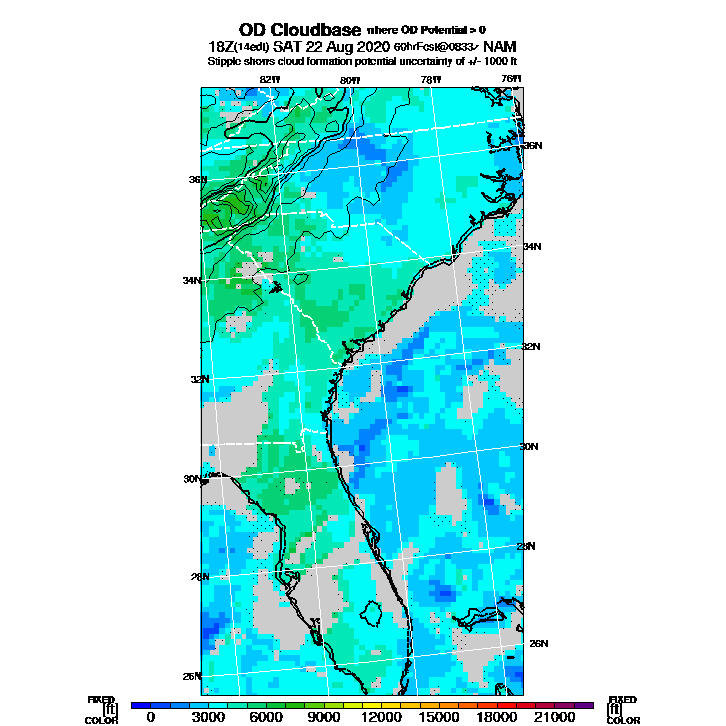 OD Cloudbase where OD Potential > 0
18Z(14edt) SAT 22 Aug 2020 60hrFcst@0833z NAM
Stipple shows cloud formation potential uncertainty of +/- 1000 ft
82W 80W 78W 76W
36N
36N
34N
34N
32N
32N
30N
30N
28N
28N
26N
26N
FIXED FIXED
[ft] [ft]
COLOR COLOR
0 3000 6000 9000 12000 15000 18000 21000